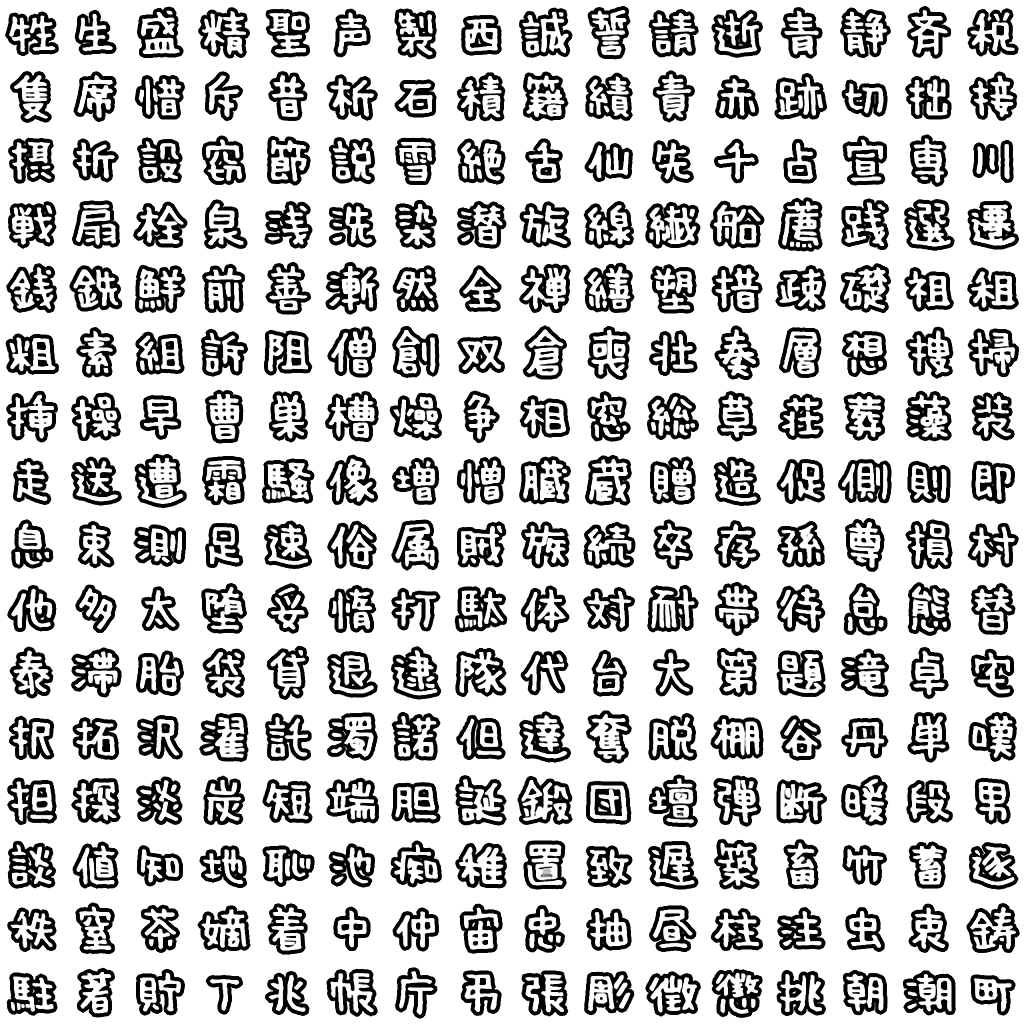 牲生盛精聖声製西誠誓請逝青静斉税
隻席惜斥昔析石積籍績責赤跡切拙接
摂折設窃節説雪絶舌仙先千占宣専川
戦扇栓泉浅洗染潜旋線繊船薦践選遷
銭銑鮮前善漸然全禅繕塑措疎礎祖租
粗素組訴阻僧創双倉喪壮奏層想捜掃
挿操早曹巣槽燥争相窓総草荘葬藻装
走送遭霜騒像増憎臓蔵贈造促側則即
息束測足速俗属賊族続卒存孫尊損村
他多太堕妥惰打駄体対耐帯待怠態替
泰滞胎袋貸退逮隊代台大第題滝卓宅
択拓沢濯託濁諾但達奪脱棚谷丹単嘆
担探淡炭短端胆誕鍛団壇弾断暖段男
談値知地恥池痴稚置致遅築畜竹蓄逐
秩窒茶嫡着中仲宙忠抽昼柱注虫衷鋳
駐著貯丁兆帳庁弔張彫徴懲挑朝潮町